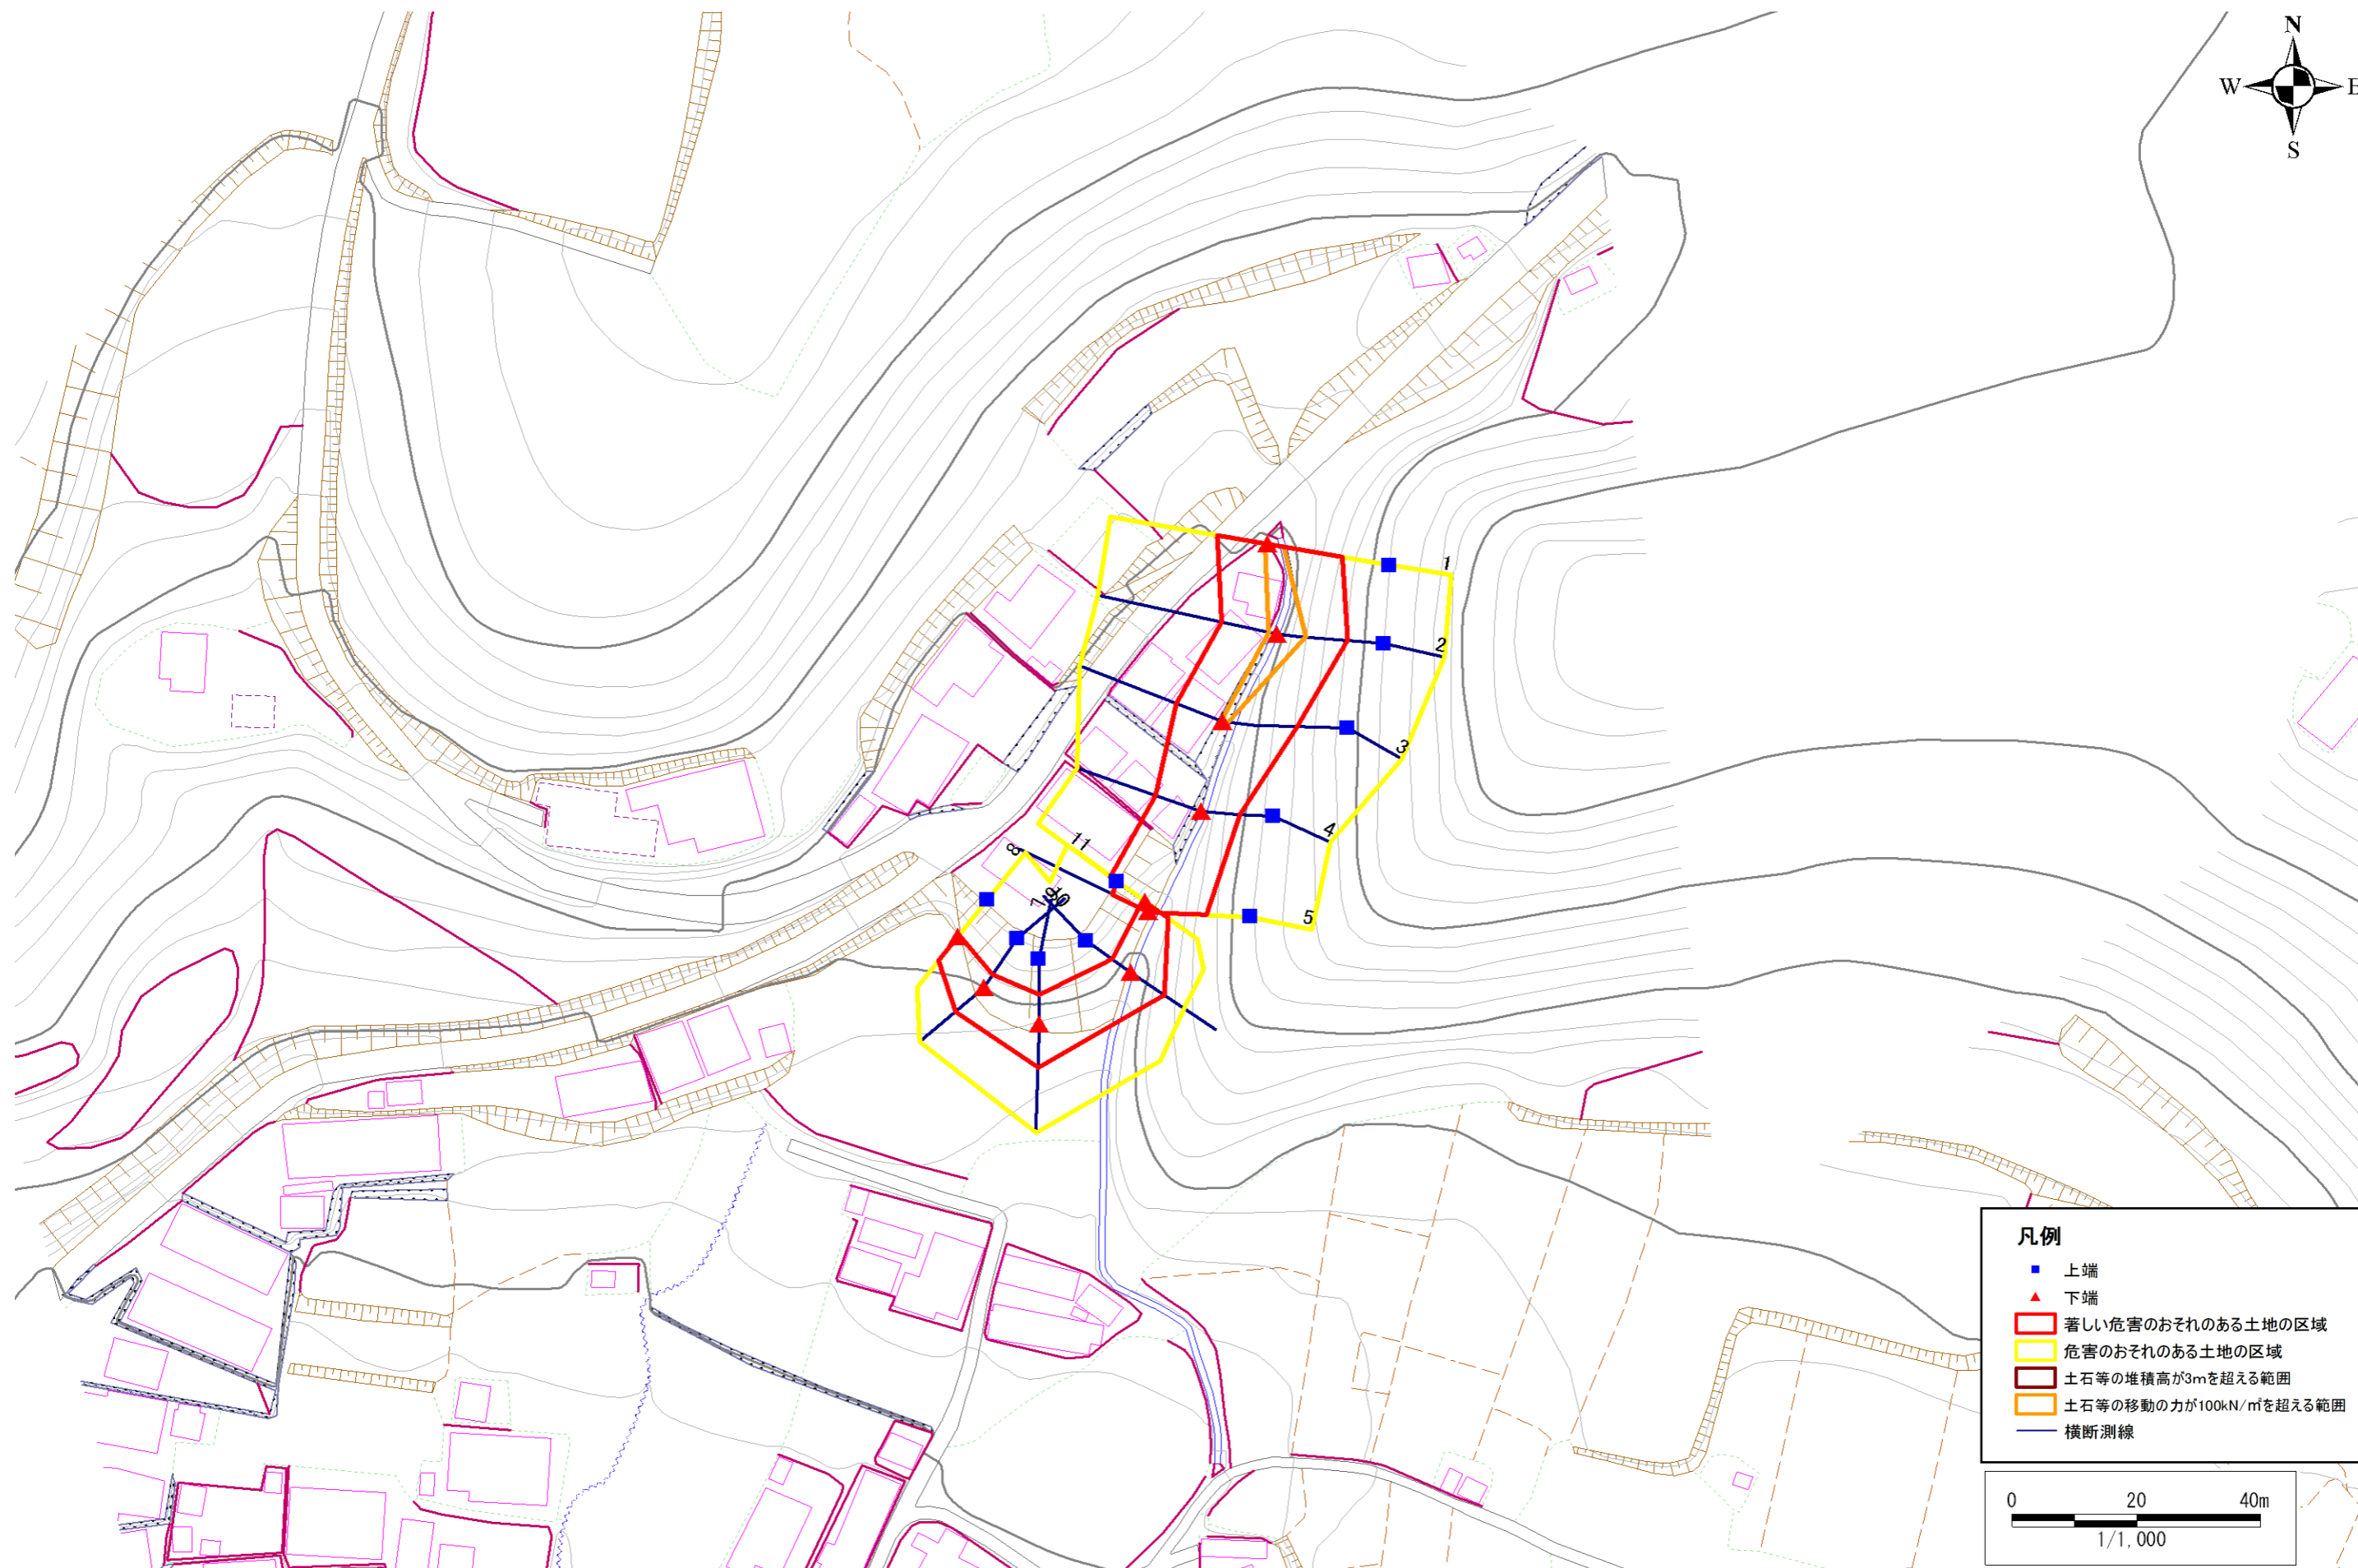 N
W E
S
1
2
3
4
5
11
8
7
凡例
上端
下端
著しい危害のおそれのある土地の区域
危害のおそれのある土地の区域
土石等の堆積高が3mを超える範囲
土石等の移動の力が100kN/㎡を超える範囲
横断測線
0 20 40m
1/1,000